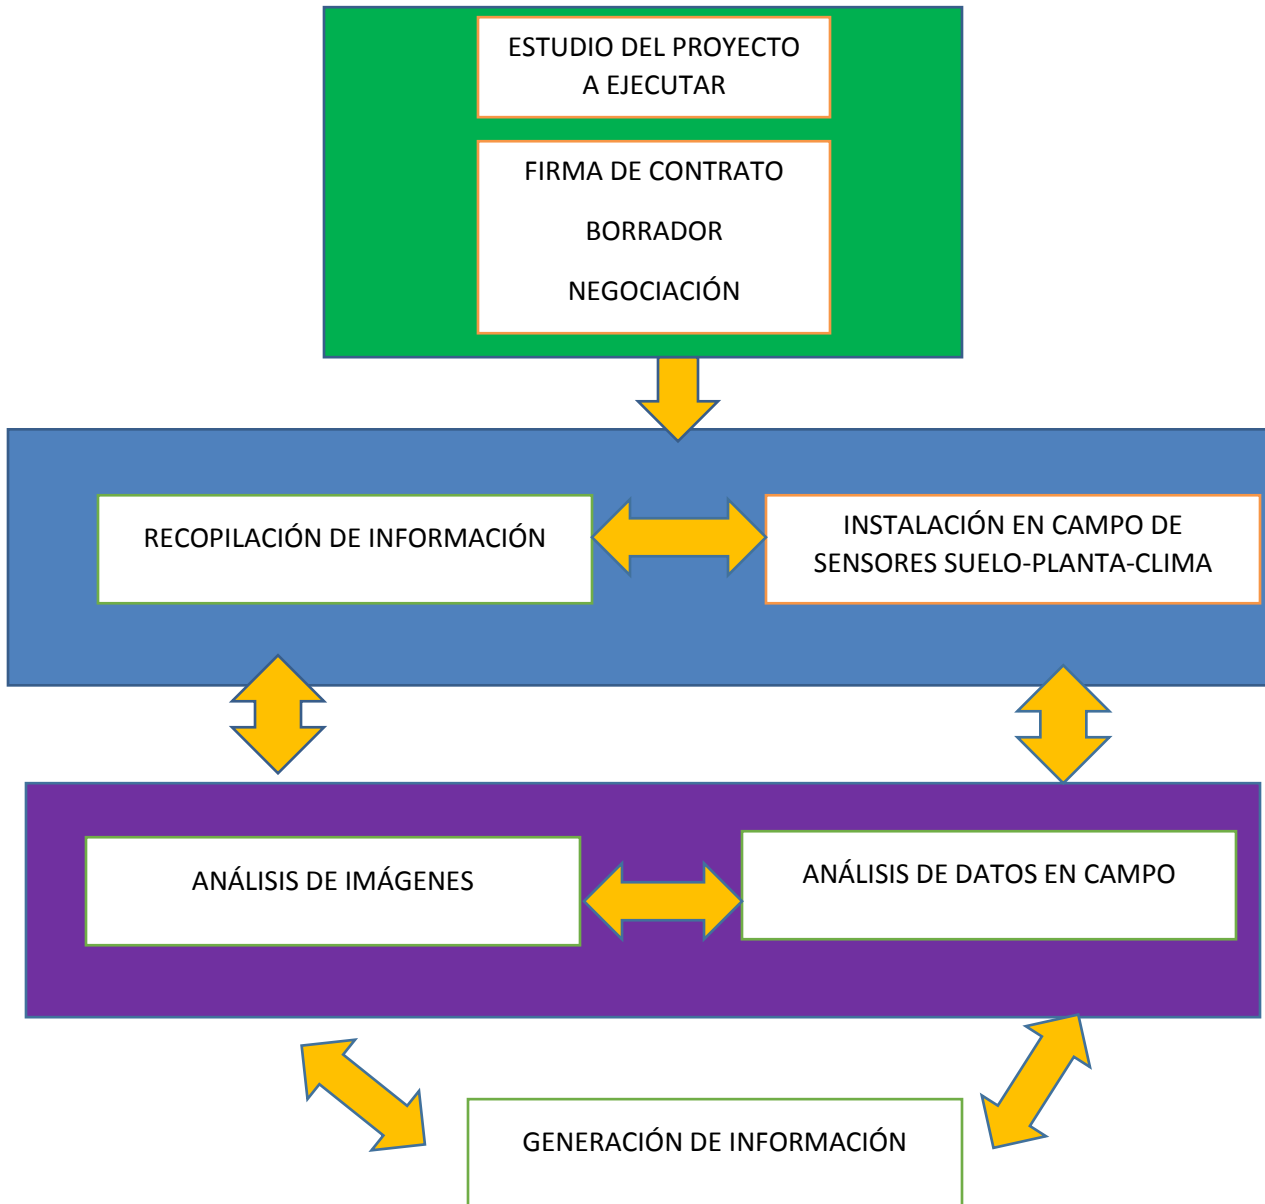 ESTUDIO DEL PROYECTO
A EJECUTAR
FIRMA DE CONTRATO
BORRADOR
NEGOCIACIÓN
RECOPILACIÓN DE INFORMACIÓN
INSTALACIÓN EN CAMPO DE
SENSORES SUELO-PLANTA-CLIMA
ANÁLISIS DE IMÁGENES
ANÁLISIS DE DATOS EN CAMPO
GENERACIÓN DE INFORMACIÓN